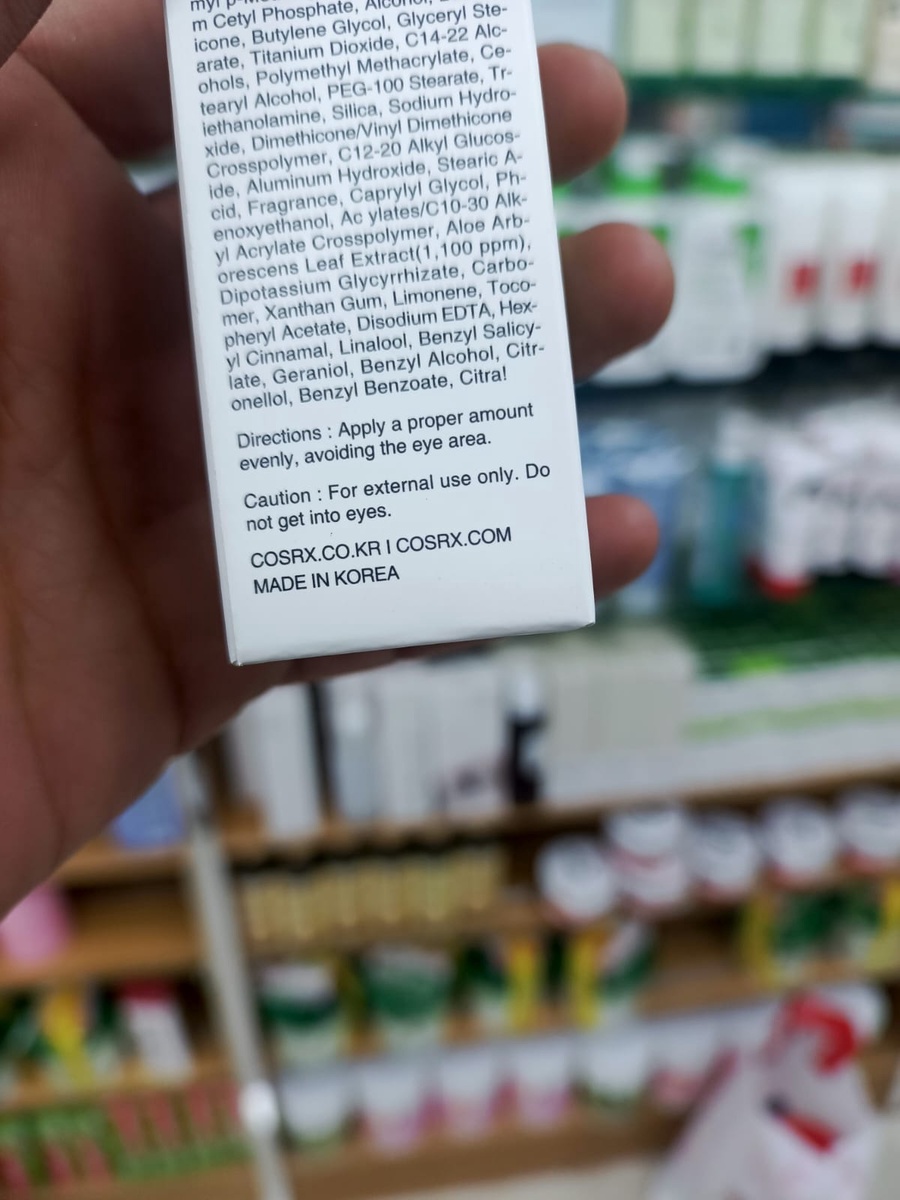 m Cetyl Phosphate, Alcohol,
icone, Butylene Glycol, Glyceryl Ste-
arate, Titanium Dioxide, C14-22 Alc-
ohols, Polymethyl Methacrylate, Ce-
tearyl Alcohol, PEG-100 Stearate, Tr-
iethanolamine, Silica, Sodium Hydro-
xide, Dimethicone/Vinyl Dimethicone
Crosspolymer, C12-20 Alkyl Glucos-
ide, Aluminum Hydroxide, Stearic A-
cid, Fragrance, Caprylyl Glycol, Ph-
enoxyethanol, Ac ylates/C10-30 Alk-
yl Acrylate Crosspolymer, Aloe Arb-
orescens Leaf Extract(1,100 ppm),
Dipotassium Glycyrrhizate, Carbo-
mer, Xanthan Gum, Limonene, Toco-
pheryl Acetate, Disodium EDTA, Hex-
yl Cinnamal, Linalool, Benzyl Salicy-
late, Geraniol, Benzyl Alcohol, Citr-
onellol, Benzyl Benzoate, Citral
Directions : Apply a proper amount
evenly, avoiding the eye area.
Caution : For external use only. Do
not get into eyes.
COSRX.CO.KR I COSRX.COM
MADE IN KOREA